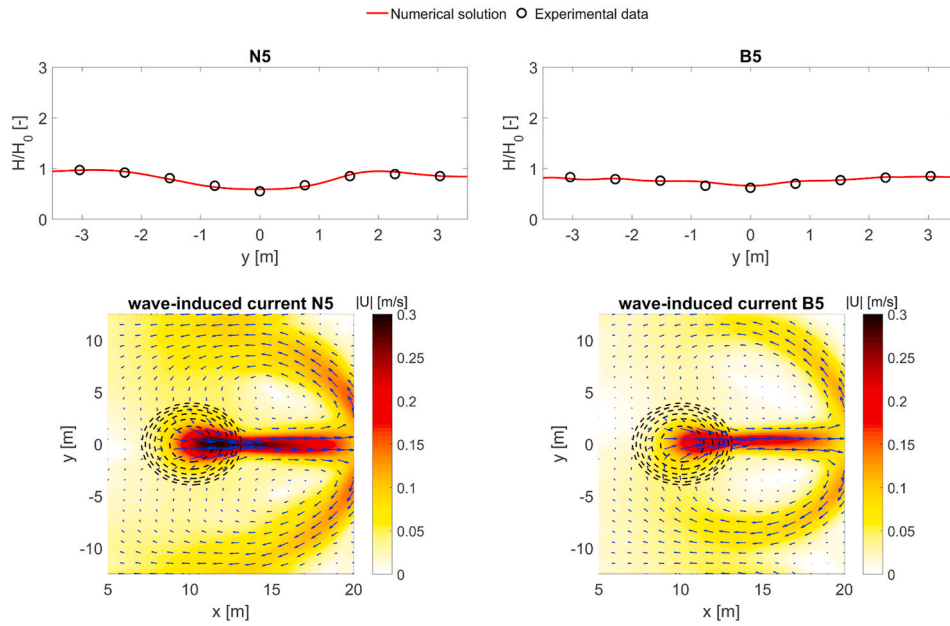 Numerical solution Experimental data
N5
B5
3
2
1
0
H/H0 [-]
-3 -2 -1 0 1 2 3
y [m]
3
2
1
0
H/H0 [-]
-3 -2 -1 0 1 2 3
y [m]
wave-induced current N5
|U| [m/s]
10
5
0
-5
-10
y [m]
5 10 15 20
x [m]
0.3
0.25
0.2
0.15
0.1
0.05
0
wave-induced current B5
|U| [m/s]
10
5
0
-5
-10
y [m]
5 10 15 20
x [m]
0.3
0.25
0.2
0.15
0.1
0.05
0